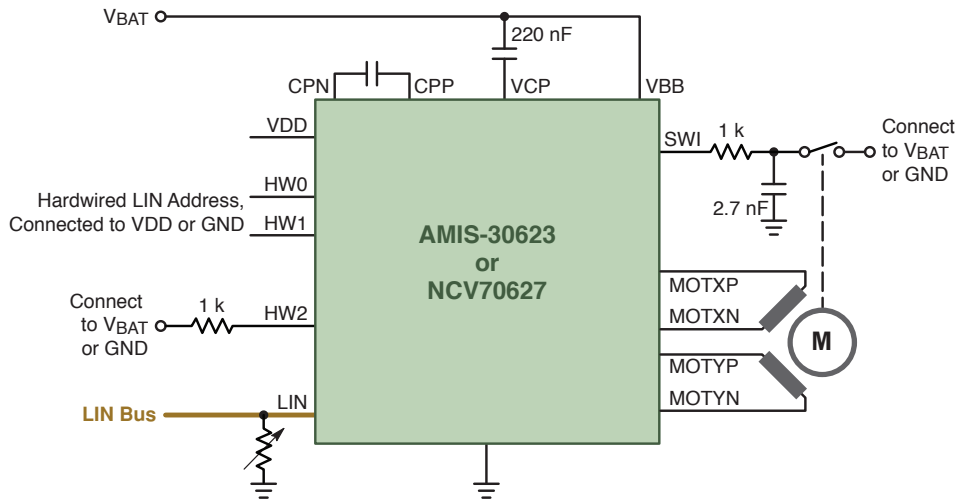 VBAT
220 nF
CPN
CPP
VCP
VBB
VDD
SWI
1 k
Connect
to VBAT
or GND
HW0
Hardwired LIN Address,
Connected to VDD or GND
HW1
2.7 nF
AMIS-30623
or
NCV70627
MOTXP
Connect
to VBAT
or GND
1 k
HW2
MOTXN
M
MOTYP
MOTYN
LIN Bus
LIN